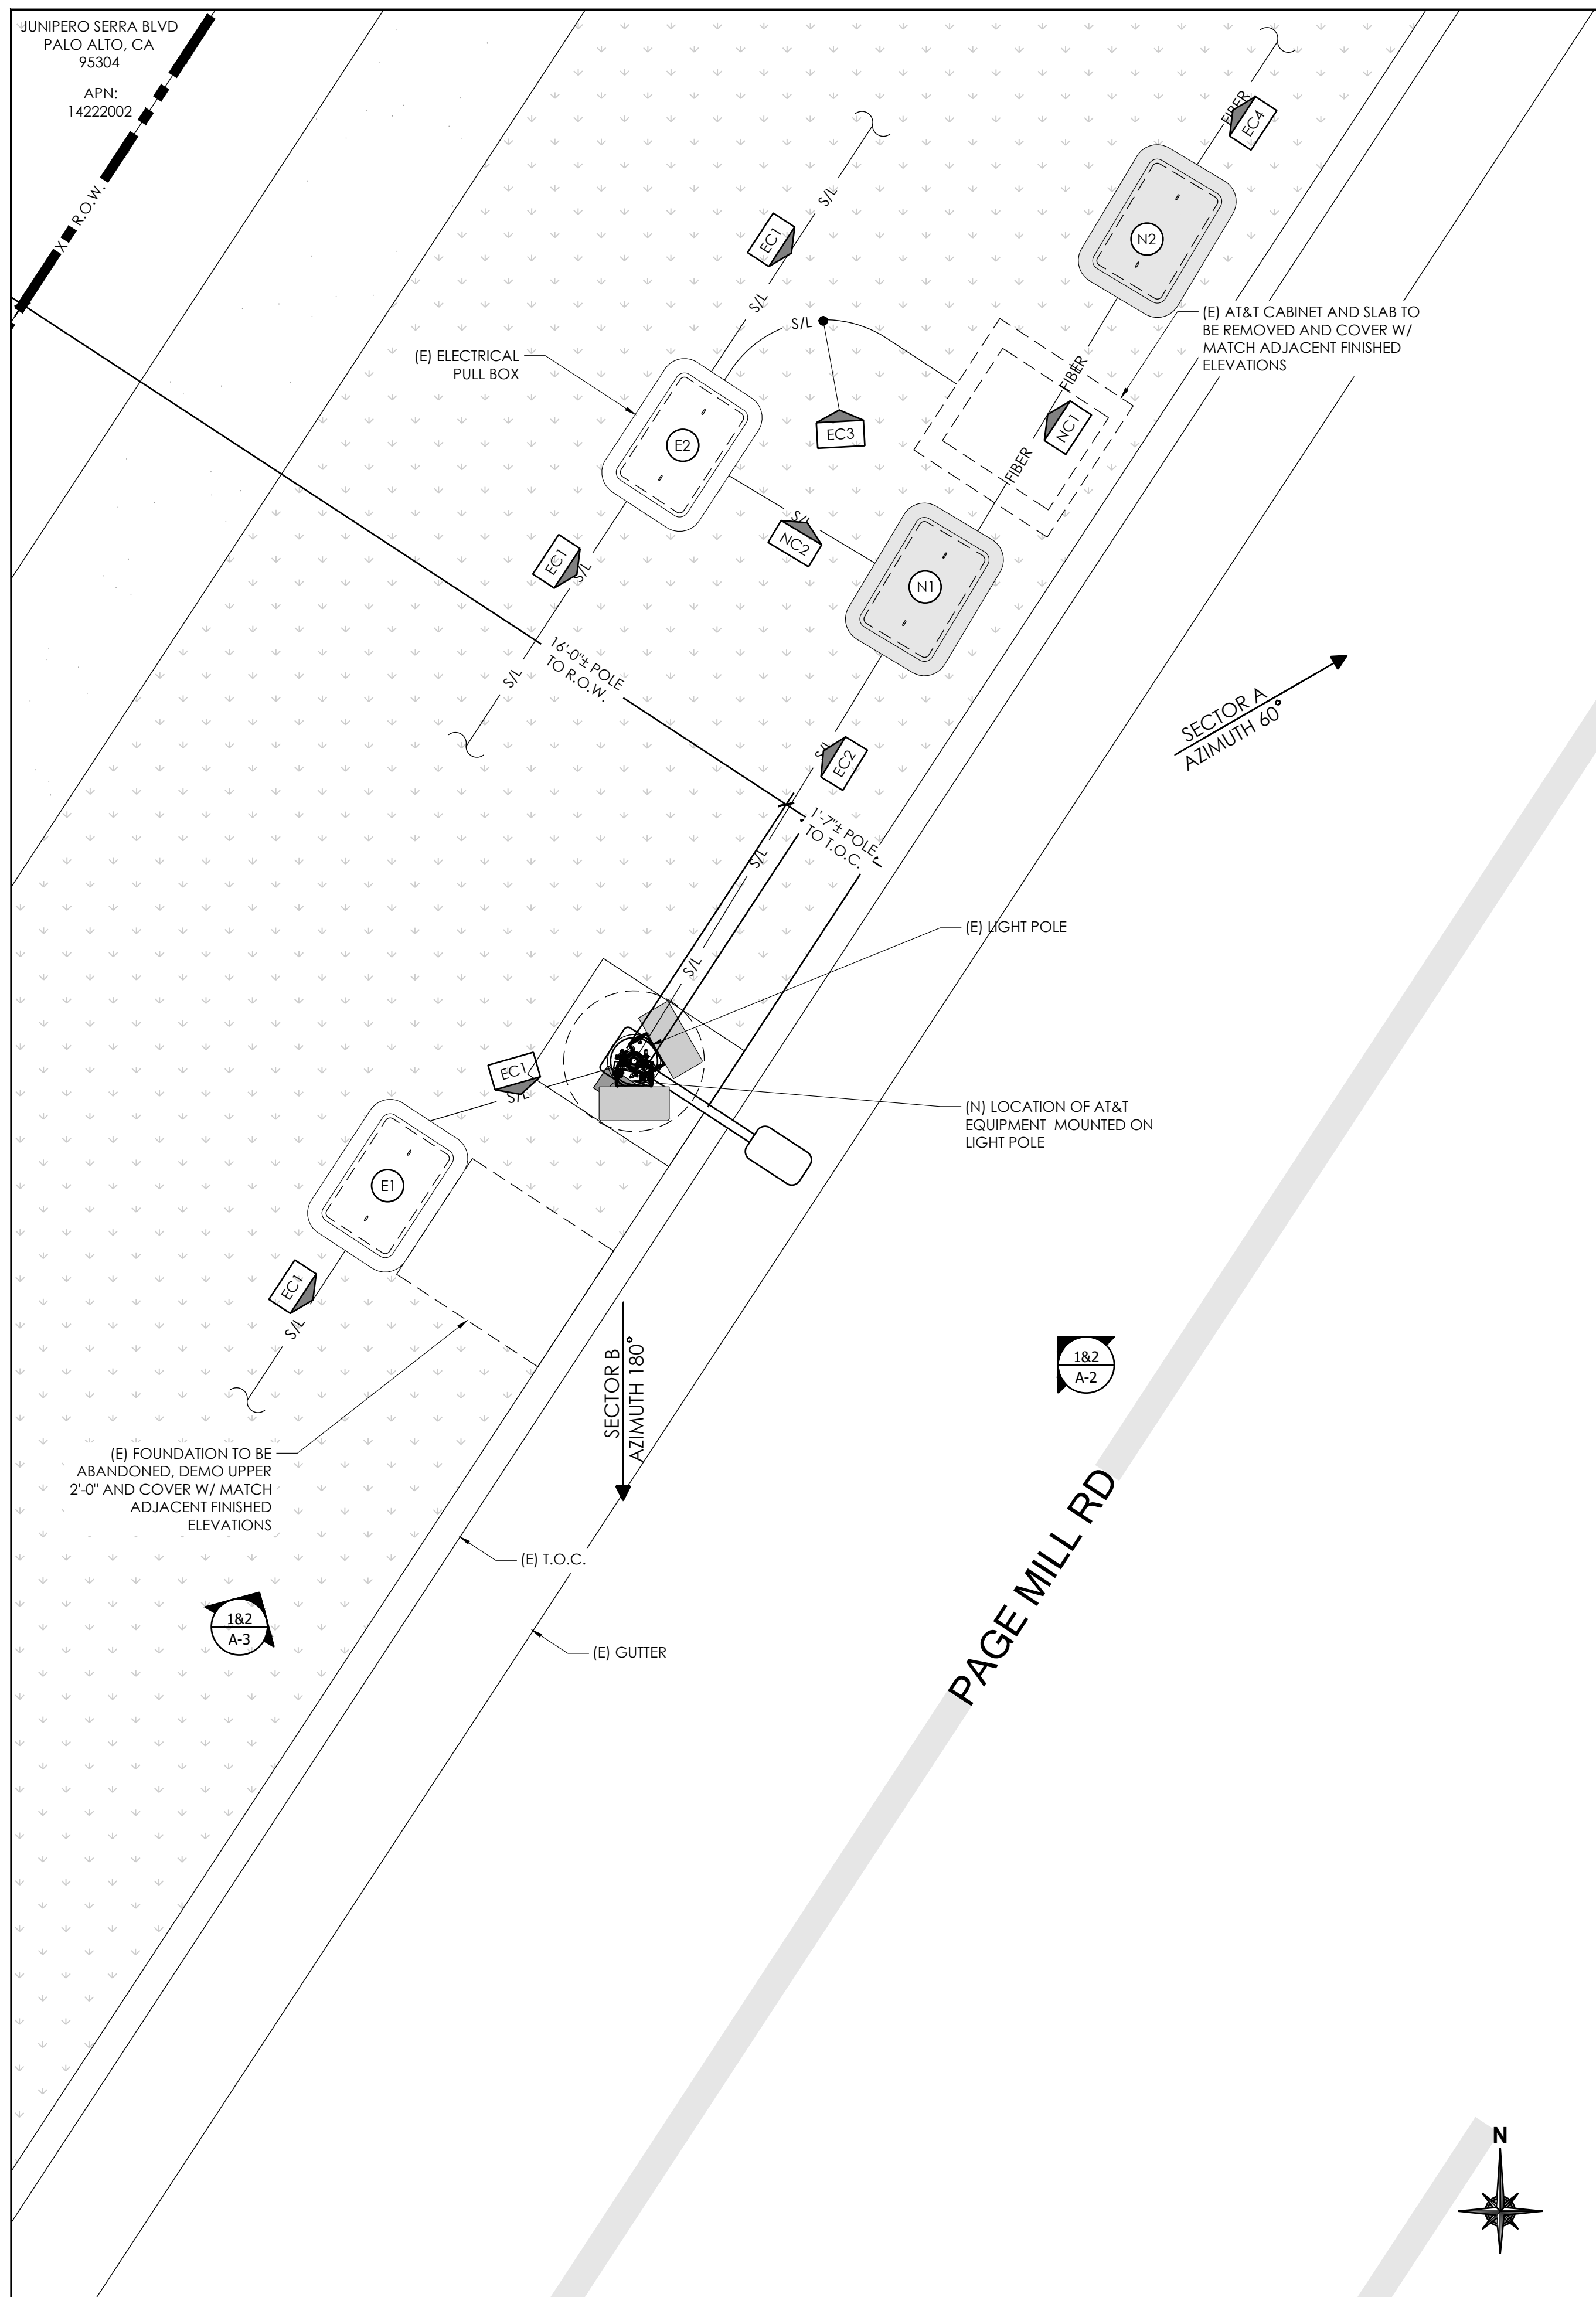 JUNIPERO SERRA BLVD
PALO ALTO, CA
95304
APN:
14222002
X
R.O.W.
FIBER
EC4
S/L
EC1
N2
S/L
S/L
(E) AT&T CABINET AND SLAB TO
BE REMOVED AND COVER W/
MATCH ADJACENT FINISHED
ELEVATIONS
(E) ELECTRICAL
PULL BOX
FIBER
NC1
EC3
E2
FIBER
S/L
NC2
EC1
S/L
N1
16'-0"± POLE
TO R.O.W.
S/L
SECTOR A
AZIMUTH 60°
S/L
EC2
1'-7"± POLE
TO T.O.C.
S/L
(E) LIGHT POLE
S/L
EC1
S/L
(N) LOCATION OF AT&T
EQUIPMENT MOUNTED ON
LIGHT POLE
E1
EC1
S/L
SECTOR B
AZIMUTH 180°
1&2
A-2
(E) FOUNDATION TO BE
ABANDONED, DEMO UPPER
2'-0" AND COVER W/ MATCH
ADJACENT FINISHED
ELEVATIONS
(E) T.O.C.
PAGE MILL RD
1&2
A-3
(E) GUTTER
N